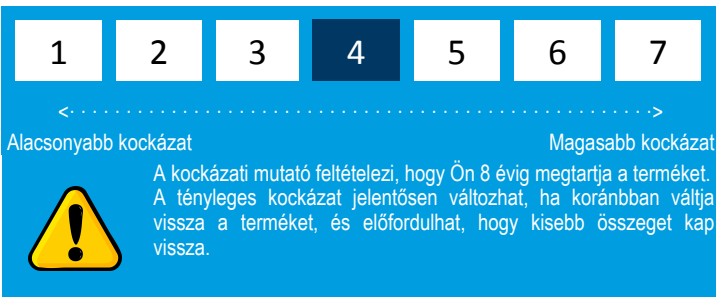 1 2 3 4 5 6 7
Alacsonyabb kockázat Magasabb kockázat
A kockázati mutató feltételezi, hogy Ön 8 évig megtartja a terméket.
A tényleges kockázat jelentősen változhat, ha koránbban váltja
vissza a terméket, és előfordulhat, hogy kisebb összeget kap
vissza.